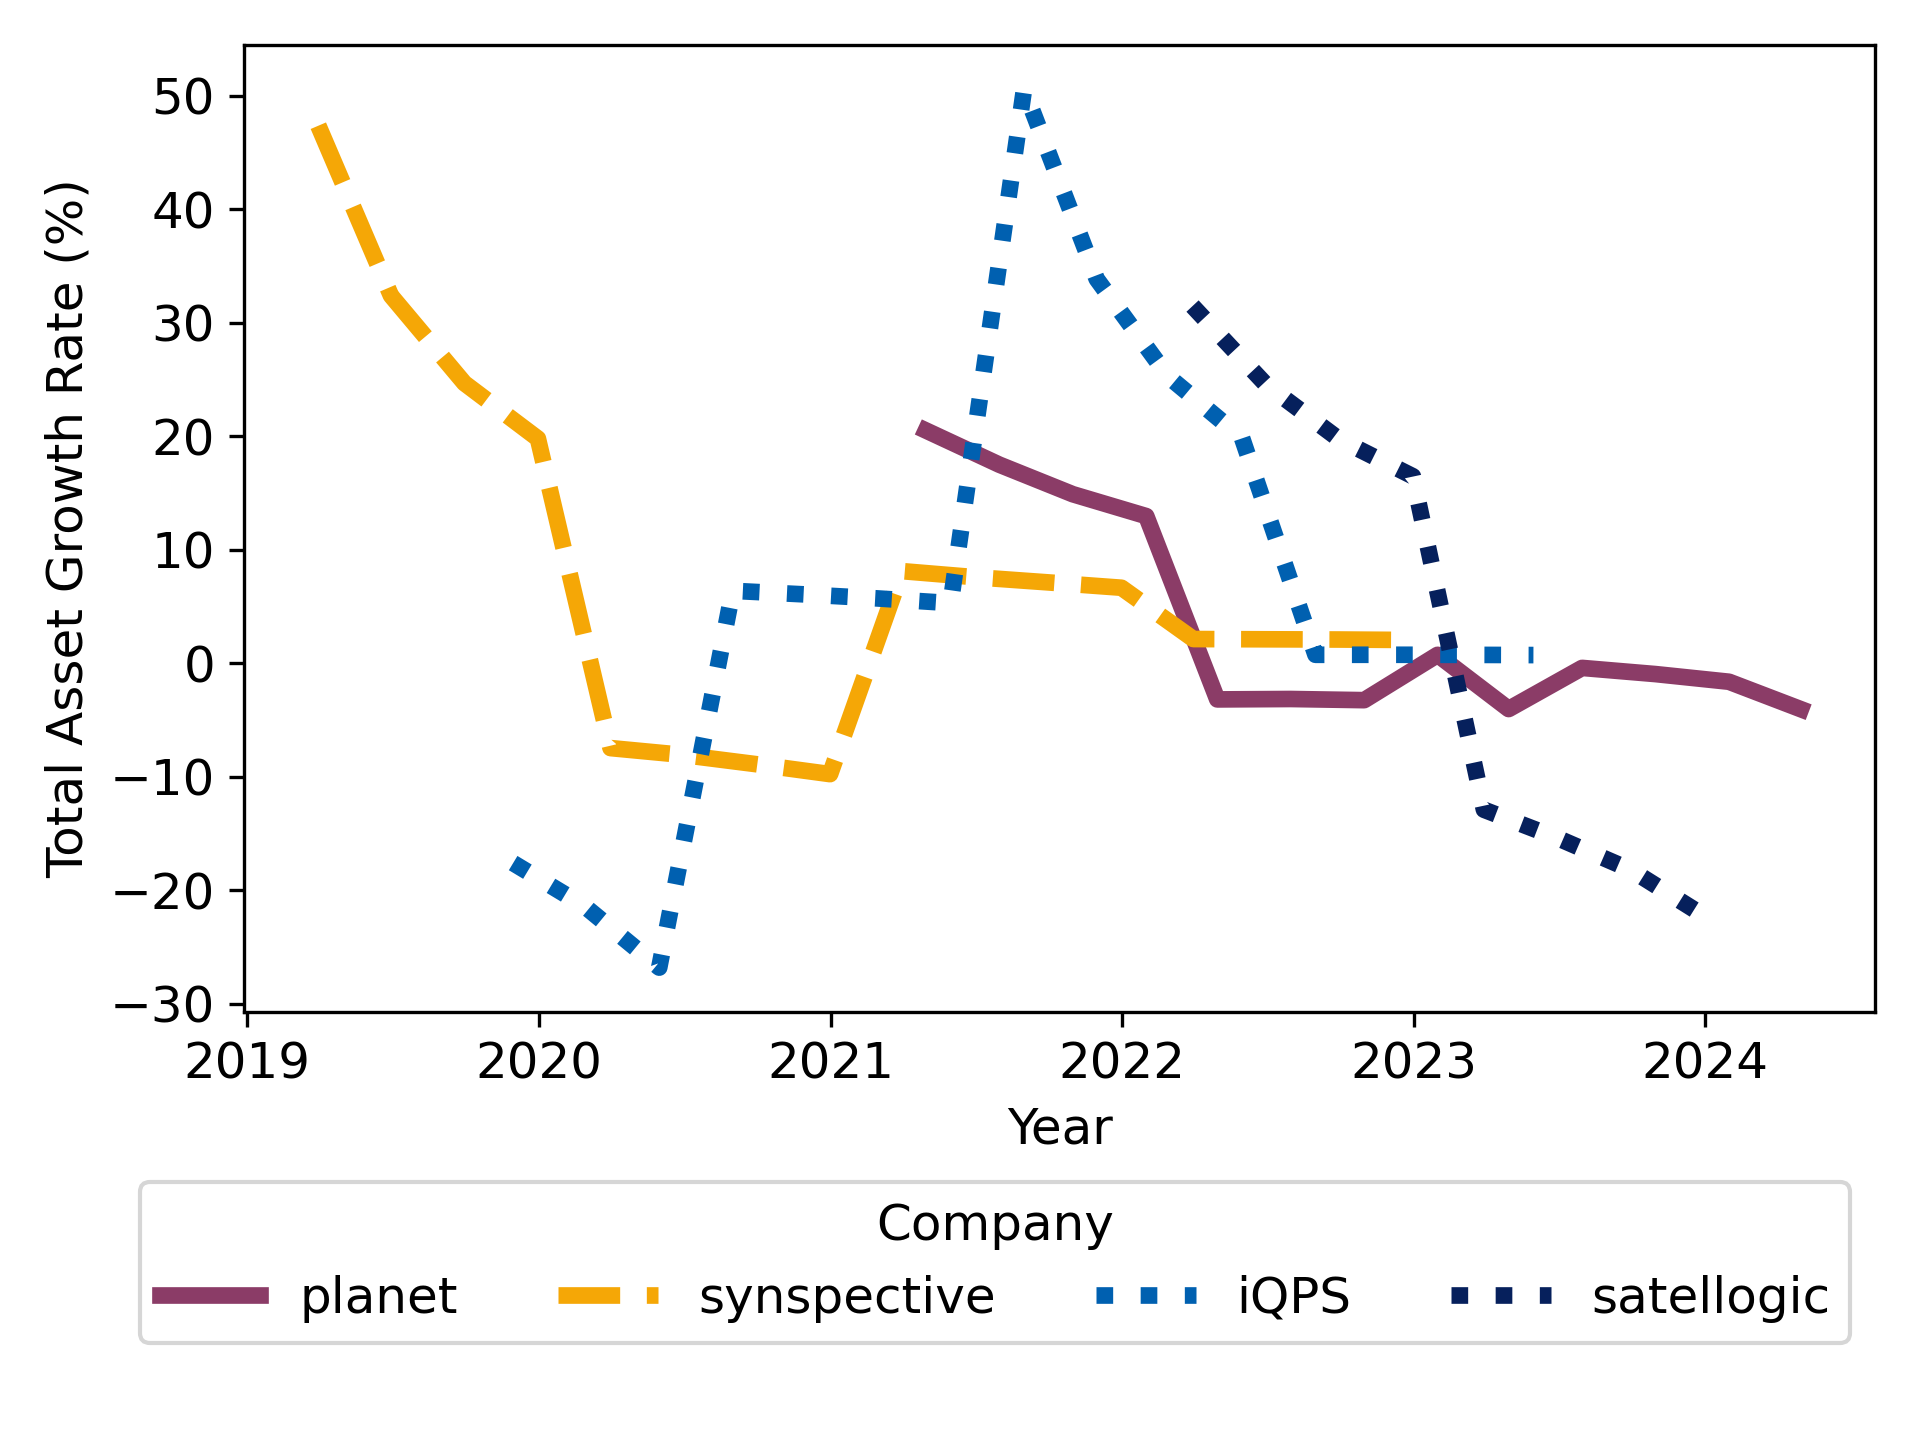 Total Asset Growth Rate (%)
50
40
30
20
10
0
−10
−20
−30
2019 2020 2021 2022 2023 2024
Year
Company
planet synspective iQPS satellogic